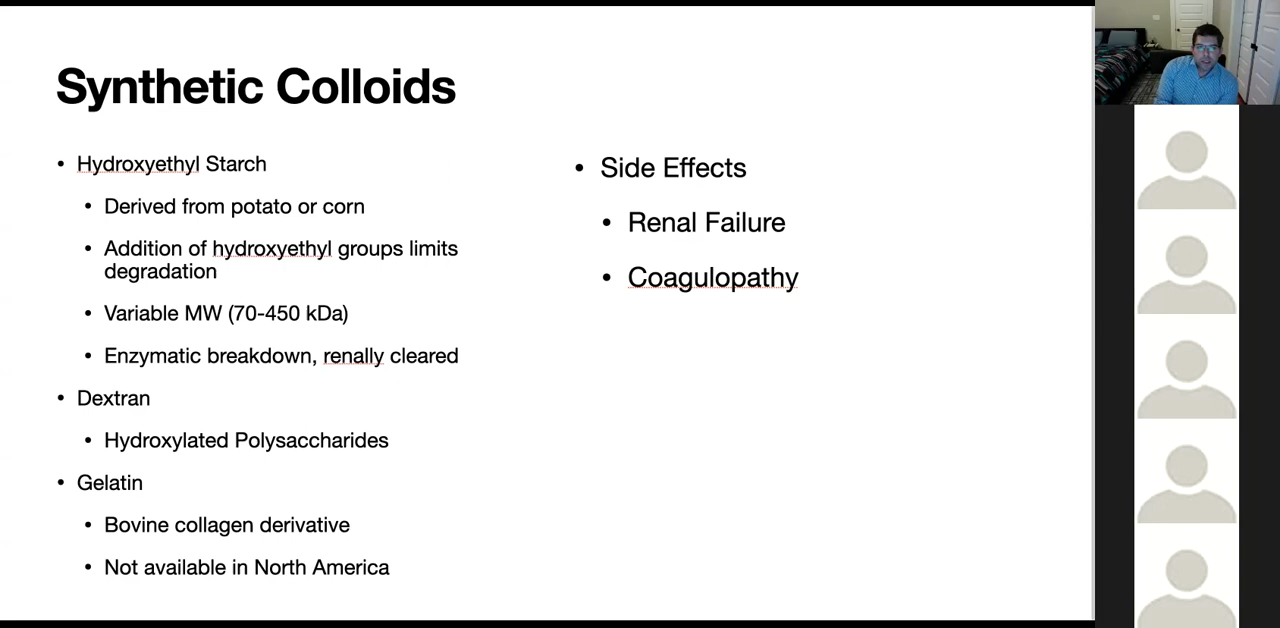 Synthetic Colloids
• Hydroxyethyl Starch
• Derived from potato or corn
• Addition of hydroxyethyl groups limits
degradation
• Variable MW (70-450 kDa)
• Enzymatic breakdown, renally cleared
• Dextran
• Hydroxylated Polysaccharides
• Gelatin
• Bovine collagen derivative
• Not available in North America
• Side Effects
• Renal Failure
• Coagulopathy